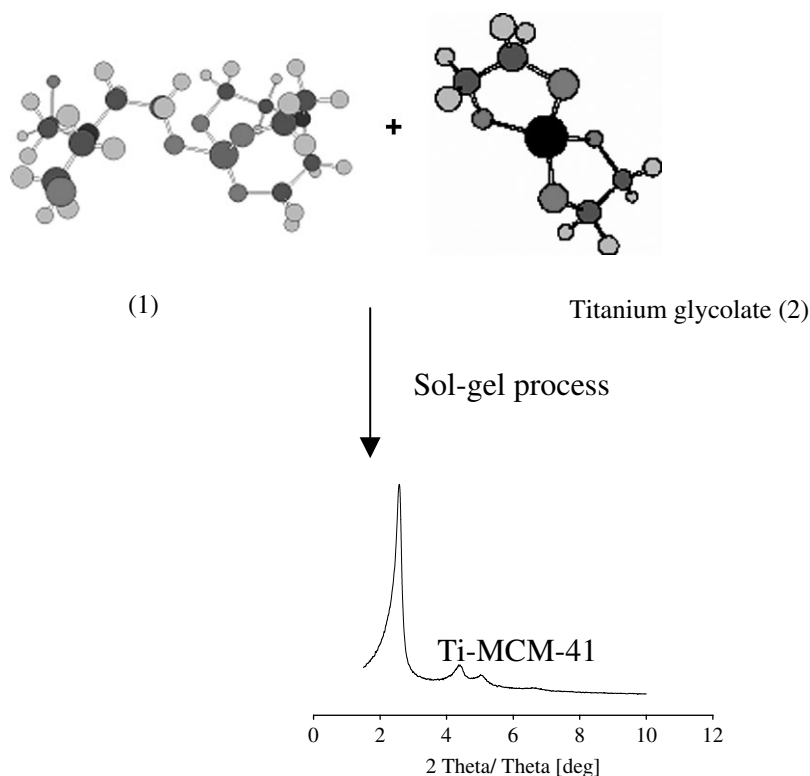 +
(1)
Titanium glycolate (2)
Sol-gel process
Ti-MCM-41
0 2 4 6 8 10 12
2 Theta/ Theta [deg]